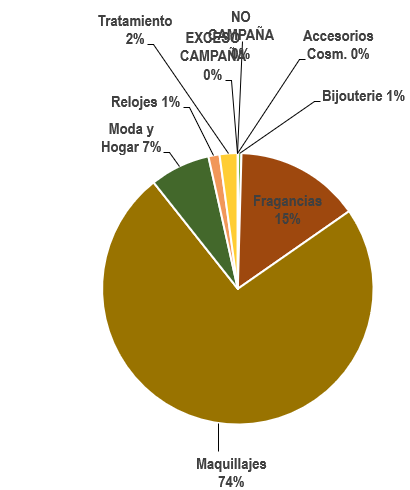 NO
CAMPAÑA
0%
Accesorios
Cosm. 0%
Bijouterie 1%
Fragancias
15%
Maquillajes
74%
Moda y
Hogar 7%
Relojes 1%
Tratamiento
2%
EXCESO
CAMPAÑA
0%